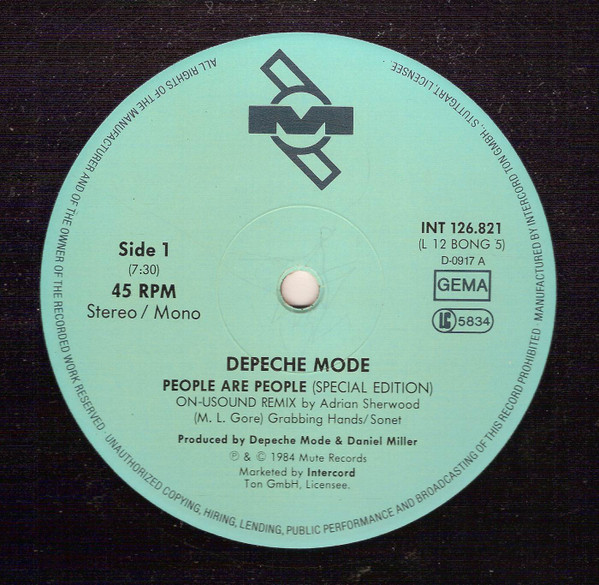 M
Side 1
(7:30)
45 RPM
Stereo / Mono
INT 126.821
(L 12 BONG 5)
D-0917 A
GEMA
LC 5834
DEPECHE MODE
PEOPLE ARE PEOPLE (SPECIAL EDITION)
ON-USOUND REMIX by Adrian Sherwood
(M. L. Gore) Grabbing Hands/Sonet
Produced by Depeche Mode & Daniel Miller
℗ & © 1984 Mute Records
Marketed by Intercord
Ton GmbH, Licensee.
ALL RIGHTS OF THE MANUFACTURER AND OF THE OWNER OF THE RECORDED WORK RESERVED · UNAUTHORIZED COPYING, HIRING, LENDING, PUBLIC PERFORMANCE AND BROADCASTING OF THIS RECORD PROHIBITED · MANUFACTURED BY INTERCORD TON GMBH, STUTTGART, LICENSEE